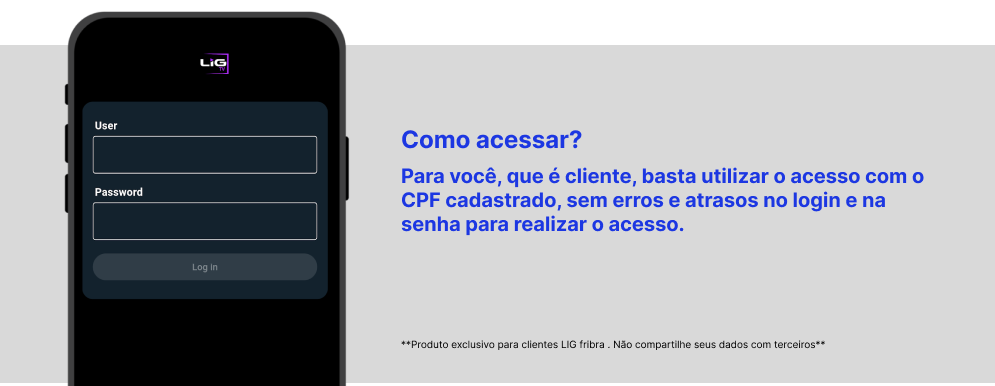 LiG
TV
User
Password
Log In
Como acessar?
Para você, que é cliente, basta utilizar o acesso com o
CPF cadastrado, sem erros e atrasos no login e na
senha para realizar o acesso.
**Produto exclusivo para clientes LIG fribra . Não compartilhe seus dados com terceiros**